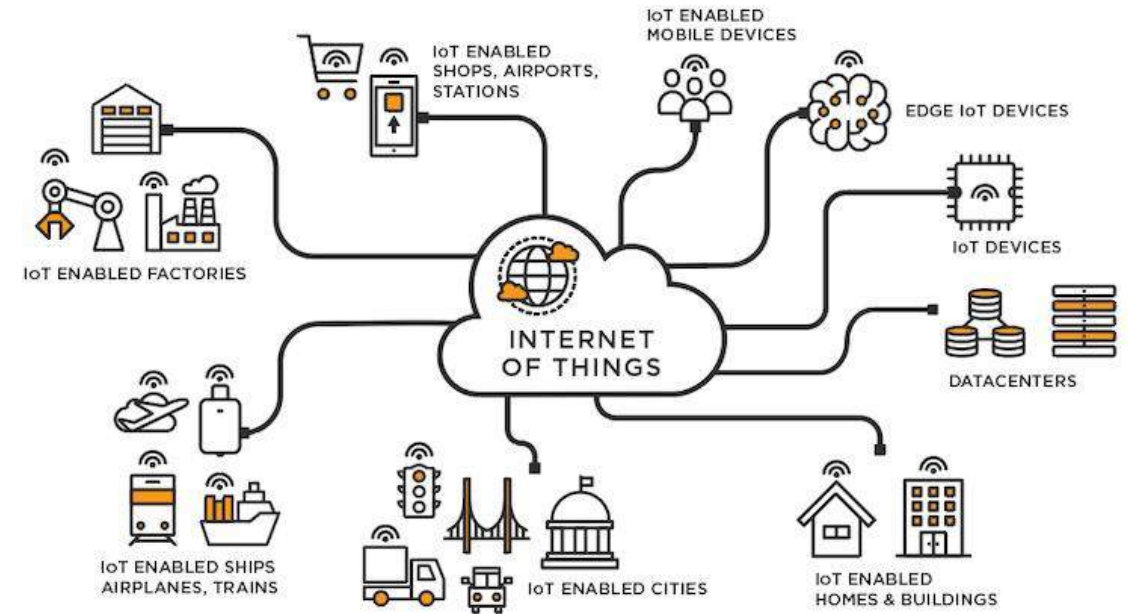 IoT ENABLED
MOBILE DEVICES
IoT ENABLED
SHOPS, AIRPORTS,
STATIONS
EDGE IoT DEVICES
IoT DEVICES
IoT ENABLED FACTORIES
INTERNET
OF THINGS
DATACENTERS
IoT ENABLED SHIPS
AIRPLANES, TRAINS
IoT ENABLED CITIES
IoT ENABLED
HOMES & BUILDINGS